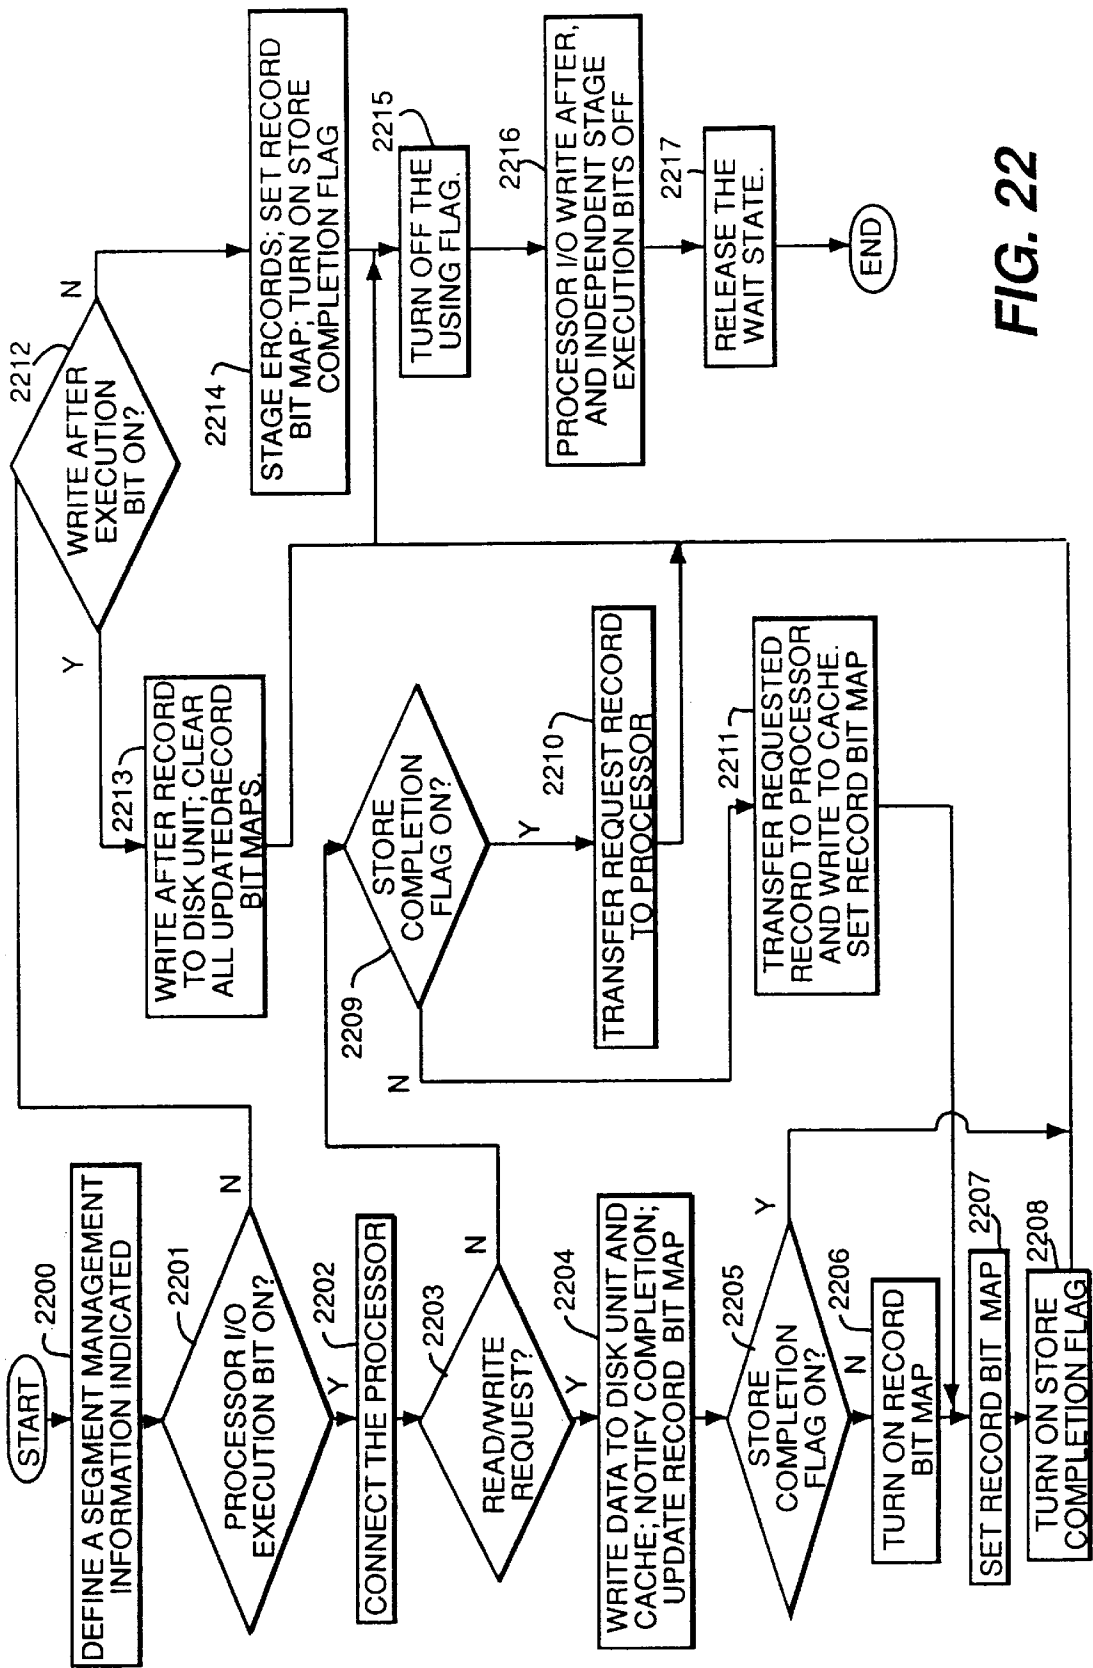 START
2200
DEFINE A SEGMENT MANAGEMENT
INFORMATION INDICATED
2201
PROCESSOR I/O
EXECUTION BIT ON?
N
Y
2202
CONNECT THE PROCESSOR
2203
READ/WRITE
REQUEST?
N
Y
2204
WRITE DATA TO DISK UNIT AND
CACHE; NOTIFY COMPLETION;
UPDATE RECORD BIT MAP
2205
STORE
COMPLETION
FLAG ON?
Y
N
2206
TURN ON RECORD
BIT MAP
2207
SET RECORD BIT MAP
2208
TURN ON STORE
COMPLETION FLAG
2209
STORE
COMPLETION
FLAG ON?
N
Y
2210
TRANSFER REQUEST RECORD
TO PROCESSOR
2211
TRANSFER REQUESTED
RECORD TO PROCESSOR
AND WRITE TO CACHE.
SET RECORD BIT MAP
2212
WRITE AFTER
EXECUTION
BIT ON?
Y
N
2213
WRITE AFTER RECORD
TO DISK UNIT; CLEAR
ALL UPDATEDRECORD
BIT MAPS.
2214
STAGE ERCORDS; SET RECORD
BIT MAP; TURN ON STORE
COMPLETION FLAG
2215
TURN OFF THE
USING FLAG.
2216
PROCESSOR I/O WRITE AFTER,
AND INDEPENDENT STAGE
EXECUTION BITS OFF
2217
RELEASE THE
WAIT STATE.
END
FIG. 22